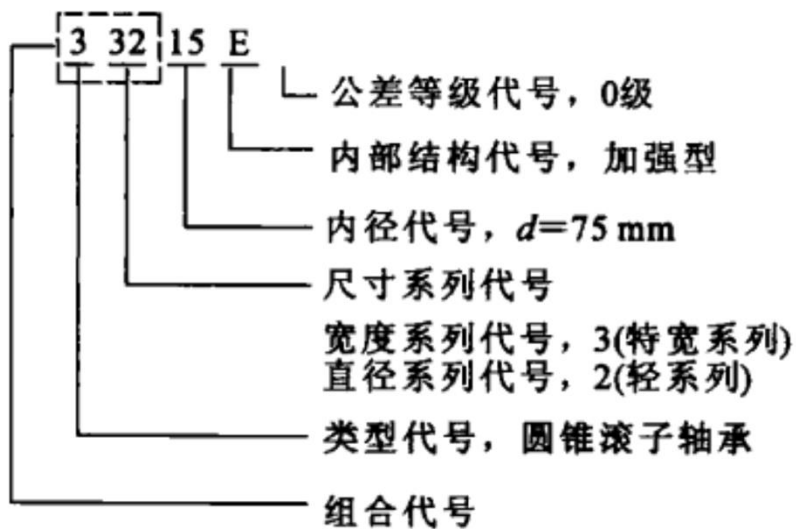 3 32 15 E
公差等级代号，0级
内部结构代号，加强型
内径代号，d=75 mm
尺寸系列代号
宽度系列代号，3(特宽系列)
直径系列代号，2(轻系列)
类型代号，圆锥滚子轴承
组合代号